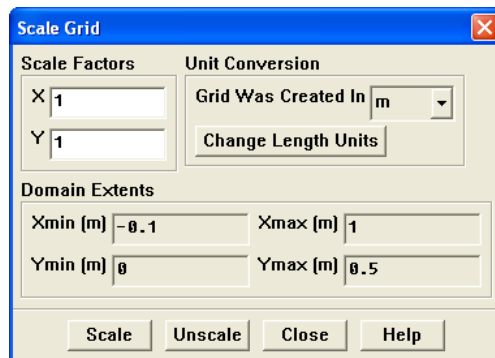 Scale Grid
Scale Factors
X 1
Y 1
Unit Conversion
Grid Was Created In m
Change Length Units
Domain Extents
Xmin (m) -0.1 Xmax (m) 1
Ymin (m) 0 Ymax (m) 0.5
Scale Unscale Close Help